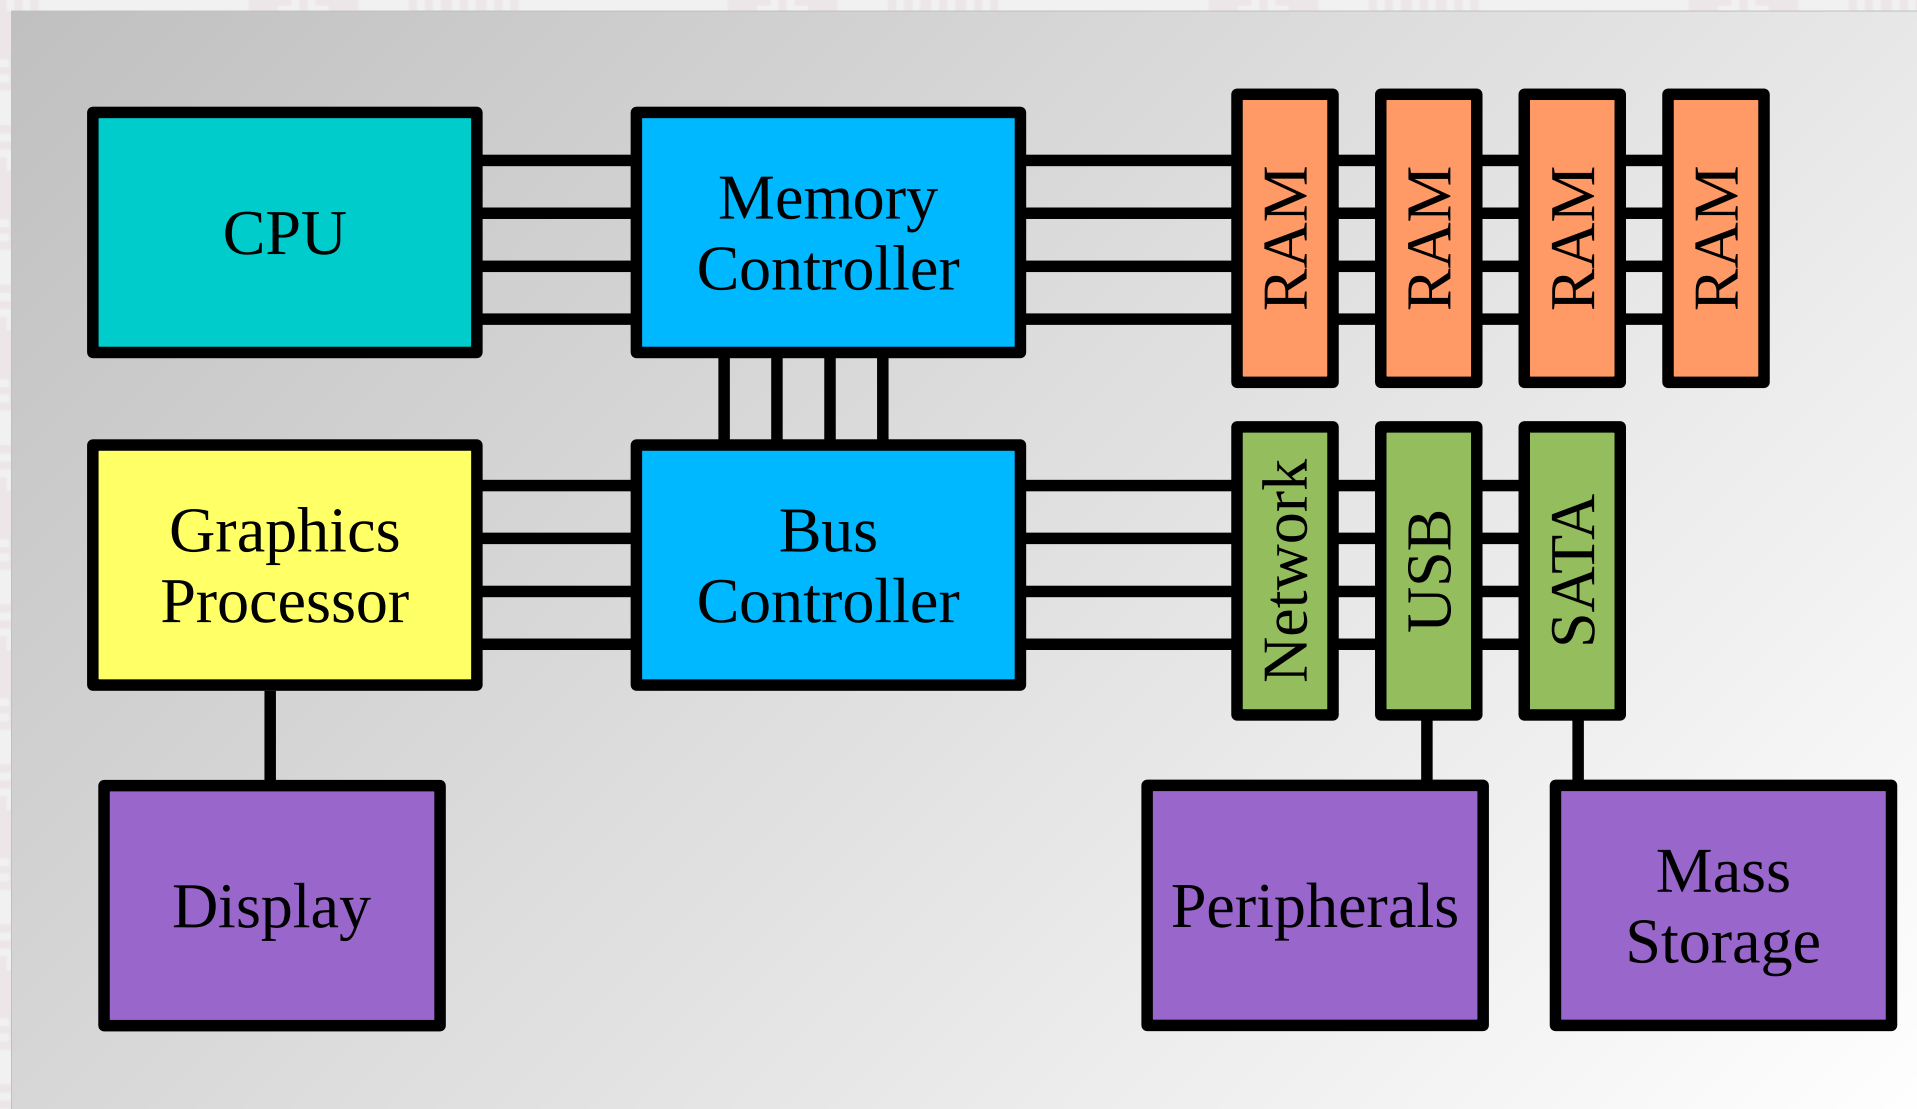 CPU
Memory
Controller
RAM
RAM
RAM
RAM
Graphics
Processor
Bus
Controller
Network
USB
SATA
Display
Peripherals
Mass
Storage